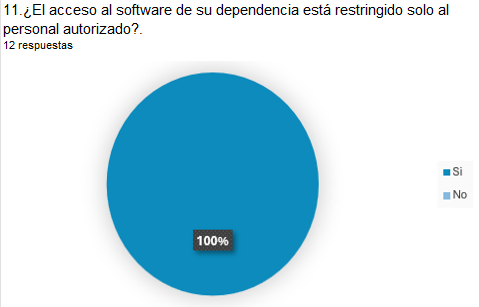 11.¿El acceso al software de su dependencia está restringido solo al
personal autorizado?.
12 respuestas
Si
No
100%